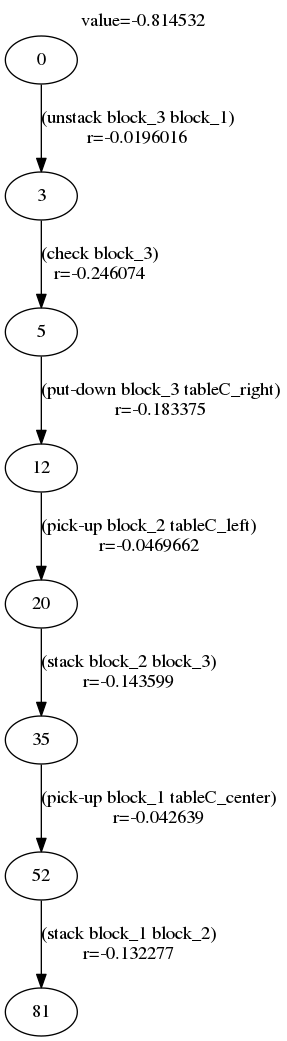 value=-0.814532
0
(unstack block_3 block_1)
r=-0.0196016
3
(check block_3)
r=-0.246074
5
(put-down block_3 tableC_right)
r=-0.183375
12
(pick-up block_2 tableC_left)
r=-0.0469662
20
(stack block_2 block_3)
r=-0.143599
35
(pick-up block_1 tableC_center)
r=-0.042639
52
(stack block_1 block_2)
r=-0.132277
81